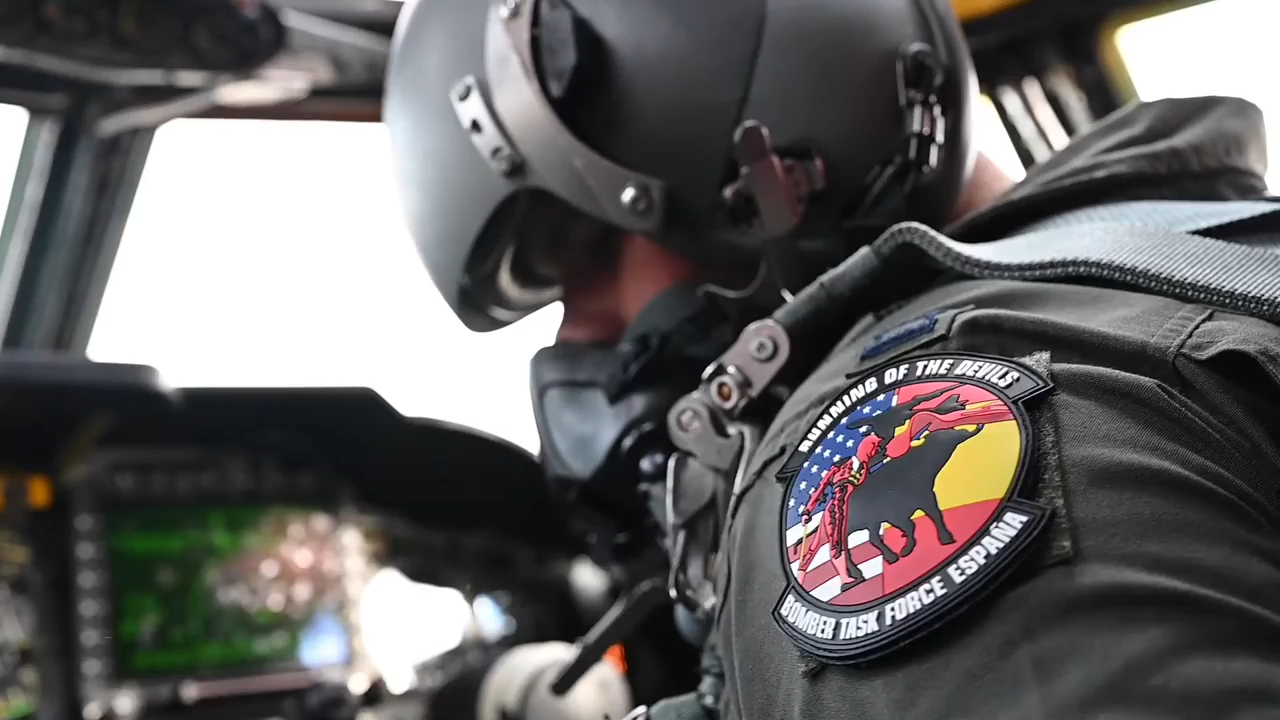 RUNNING OF THE DEVILS
BOMBER TASK FORCE ESPAÑA